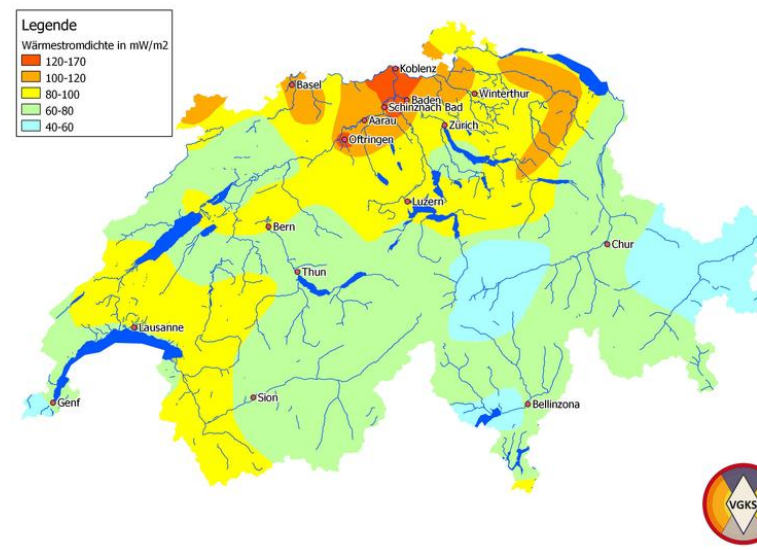 Legende
Wärmestromdichte in mW/m2
120-170
100-120
80-100
60-80
40-60
Koblenz
Basel
Baden
Winterthur
Schinznach Bad
Aarau
Zürich
Oftringen
Luzern
Bern
Chur
Thun
Lausanne
Sion
Genf
Bellinzona
VGKS